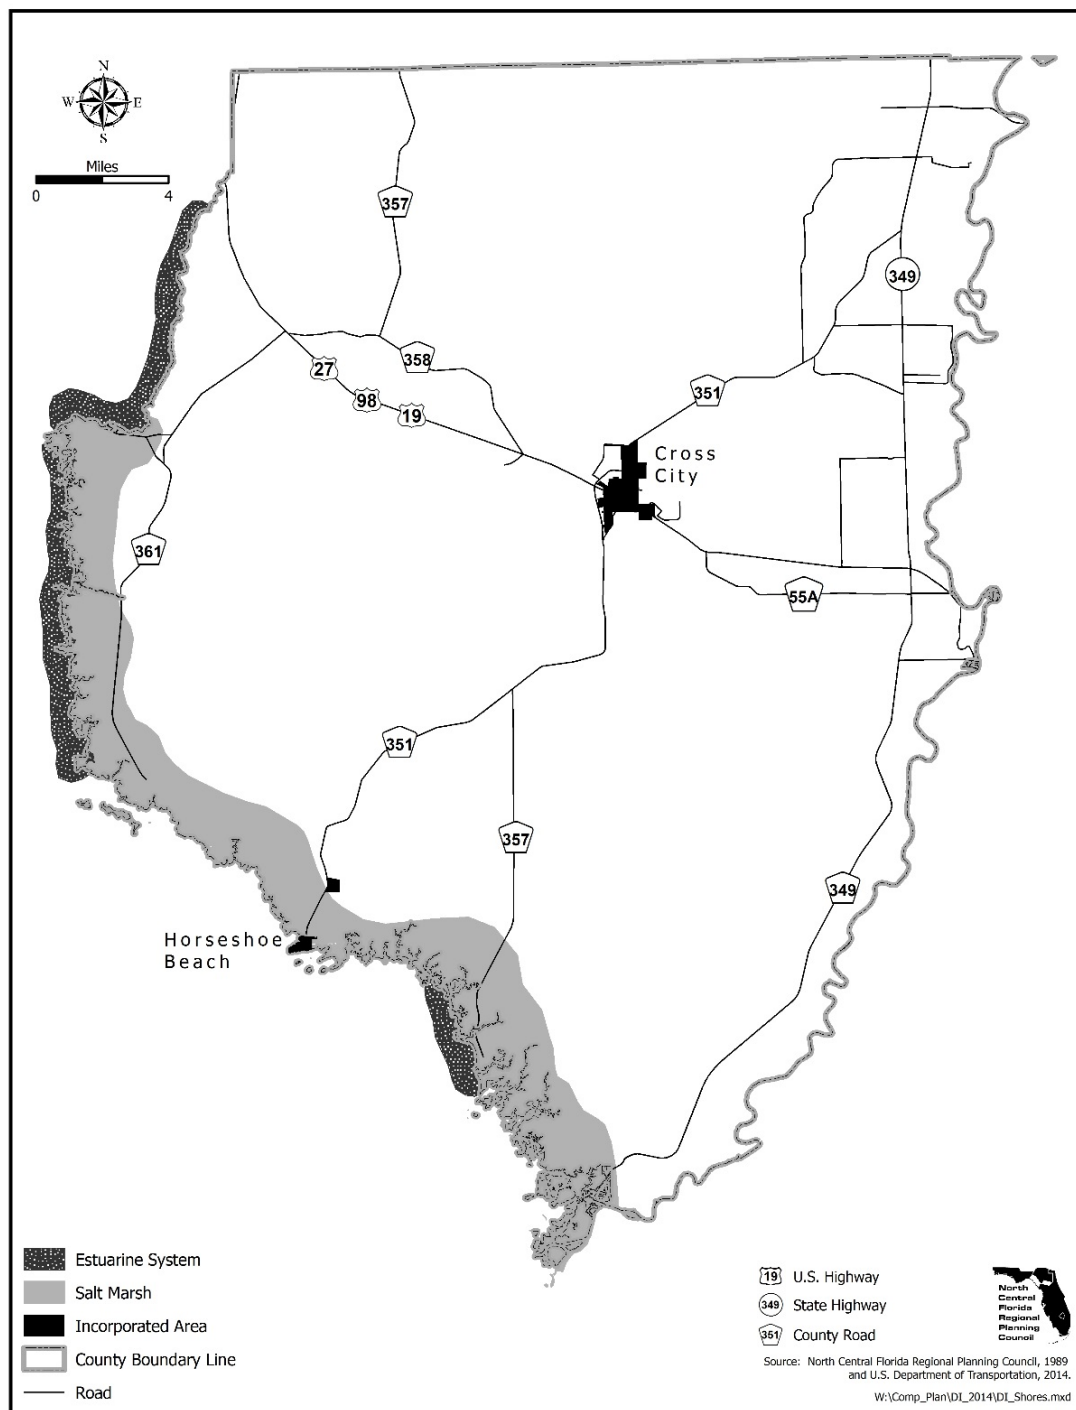 N
W E
S
Miles
0 4
357
349
358
27
98
19
351
Cross
City
361
55A
351
357
349
Horseshoe
Beach
Estuarine System
Salt Marsh
Incorporated Area
County Boundary Line
Road
19 U.S. Highway
349 State Highway
351 County Road
North
Central
Florida
Regional
Planning
Council
Source: North Central Florida Regional Planning Council, 1989
and U.S. Department of Transportation, 2014.
W:\Comp_Plan\DI_2014\DI_Shores.mxd